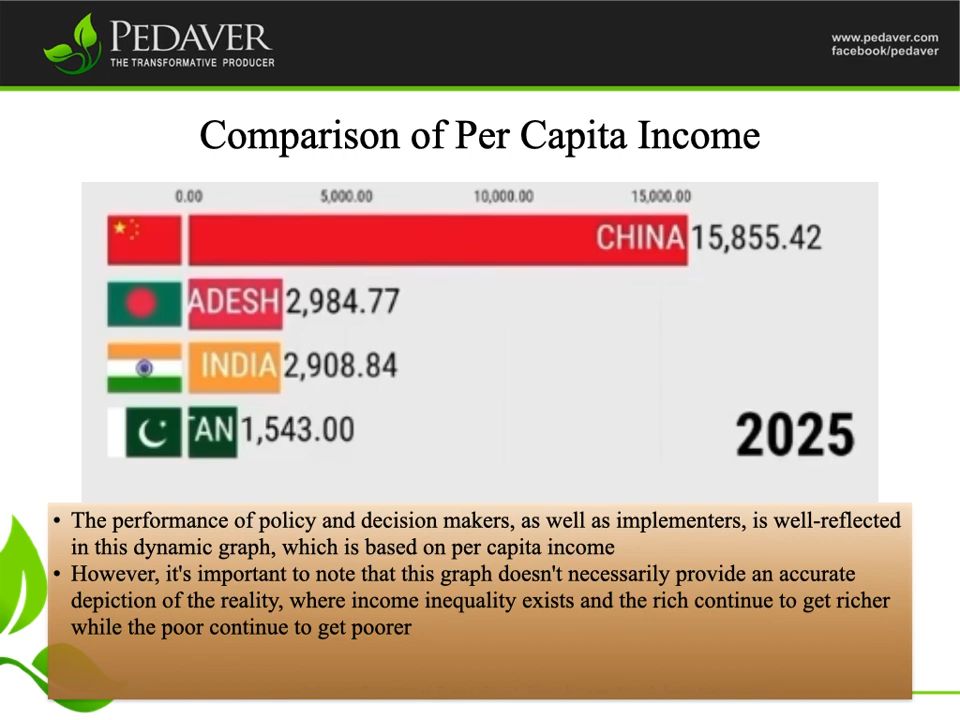 PEDAVER
THE TRANSFORMATIVE PRODUCER
www.pedaver.com
facebook/pedaver
Comparison of Per Capita Income
0.00 5,000.00 10,000.00 15,000.00
CHINA 15,855.42
ADESH 2,984.77
INDIA 2,908.84
TAN 1,543.00
2025
• The performance of policy and decision makers, as well as implementers, is well-reflected
in this dynamic graph, which is based on per capita income
• However, it's important to note that this graph doesn't necessarily provide an accurate
depiction of the reality, where income inequality exists and the rich continue to get richer
while the poor continue to get poorer